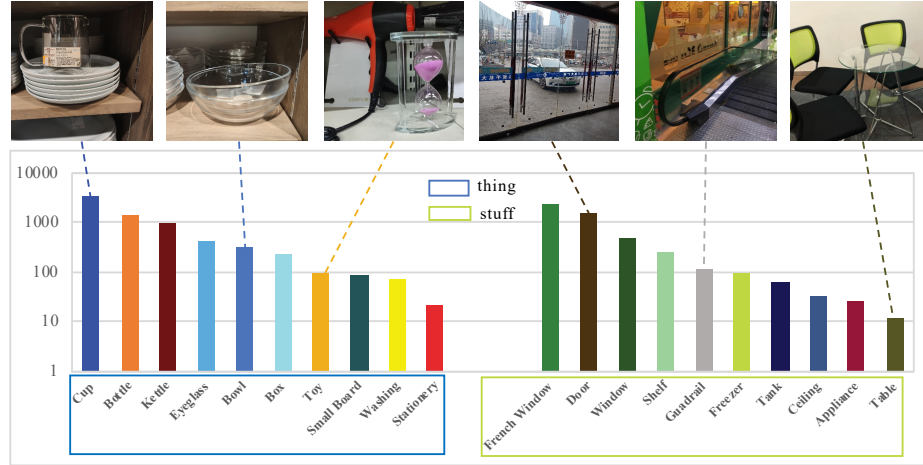 10000
1000
100
10
1
thing
stuff
Cup
Bottle
Kettle
Eyeglass
Bowl
Box
Toy
Small Board
Washing
Stationery
French Window
Door
Window
Shelf
Guadrail
Freezer
Tank
Ceiting
Appliance
Table